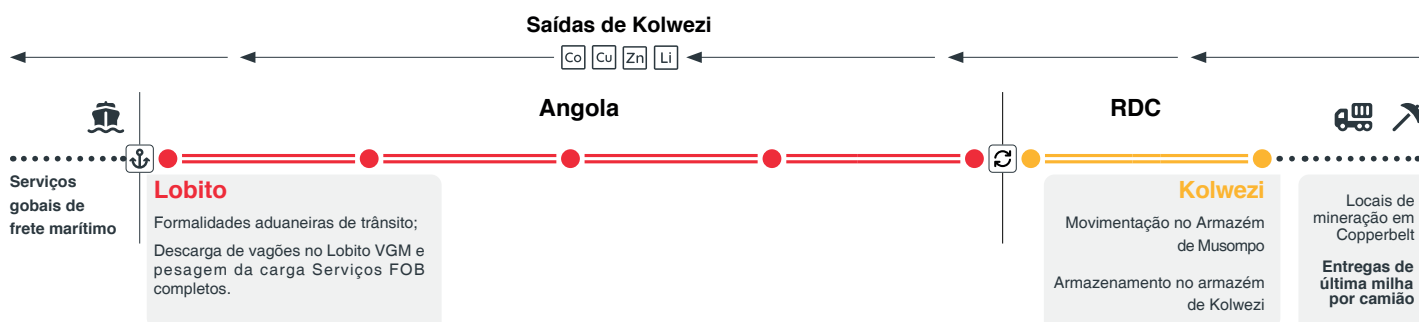 Saídas de Kolwezi
Co Cu Zn Li
Angola
RDC
Serviços
gobais de
frete marítimo
Lobito
Formalidades aduaneiras de trânsito;
Descarga de vagões no Lobito VGM e
pesagem da carga Serviços FOB
completos.
Kolwezi
Movimentação no Armazém
de Musompo
Armazenamento no armazém
de Kolwezi
Locais de
mineração em
Copperbelt
Entregas de
última milha
por camião